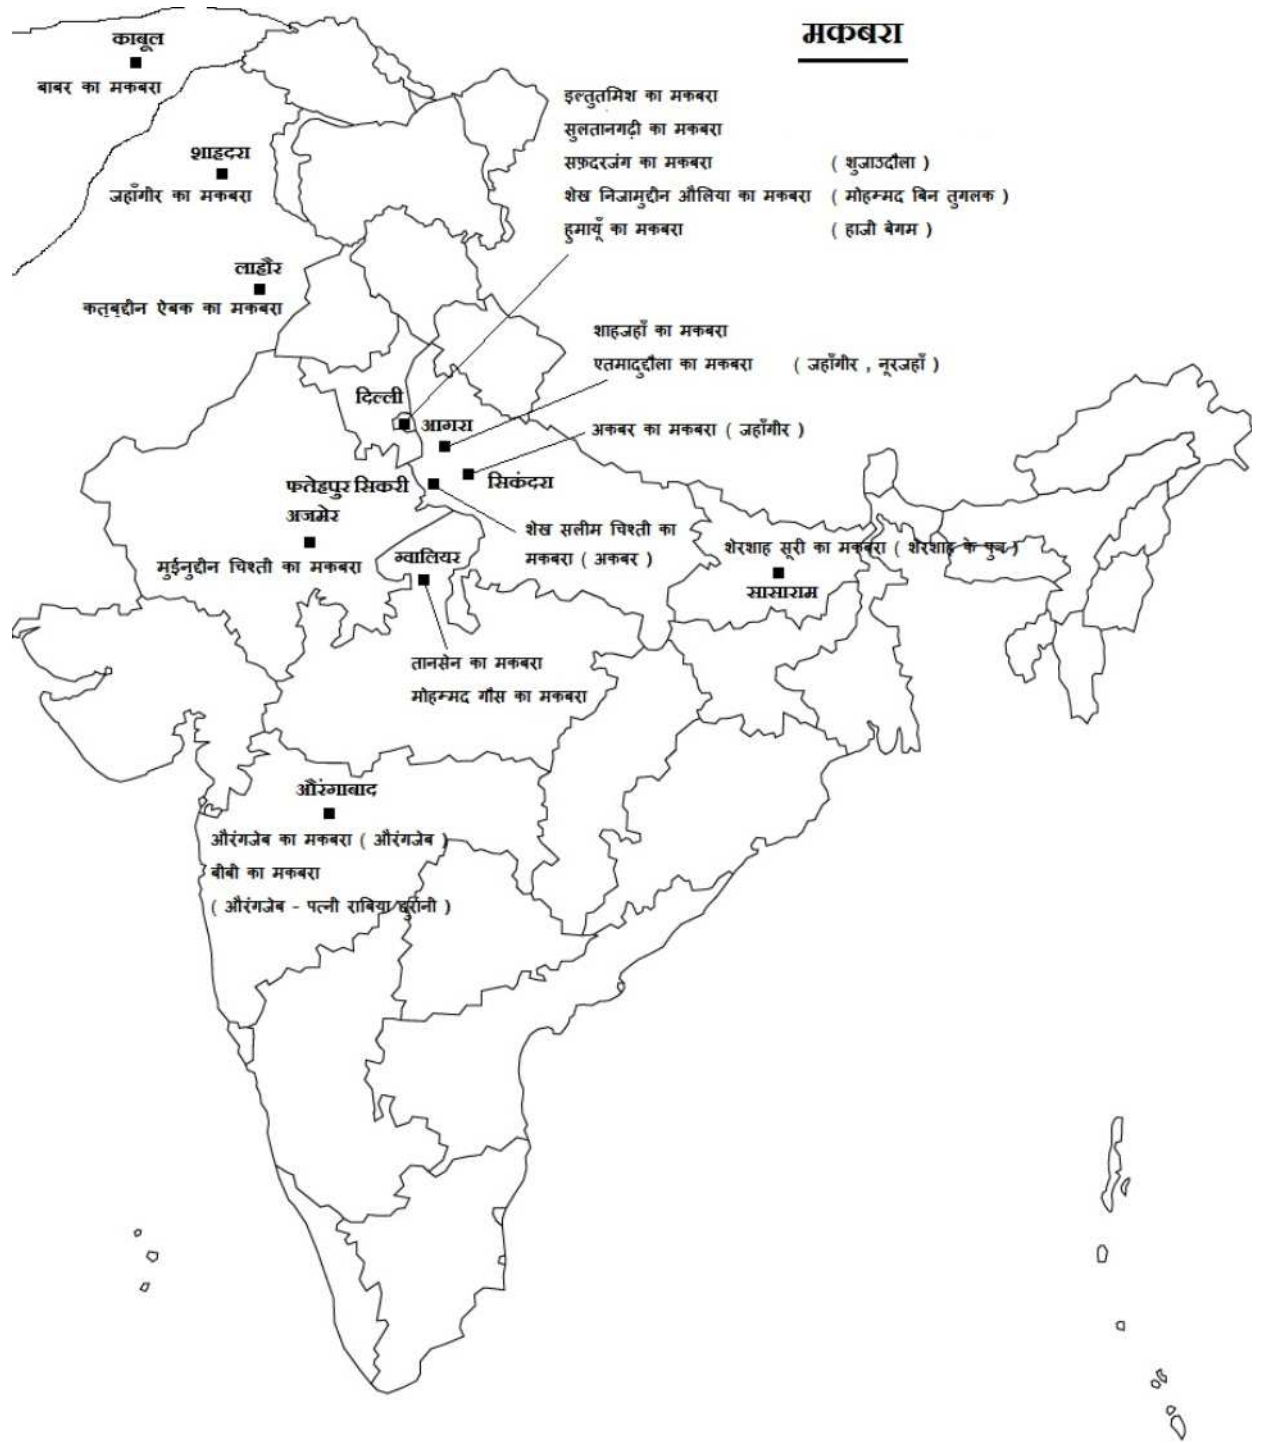 मकबरा
काबूल
बाबर का मकबरा
शाहदरा
जहाँगीर का मकबरा
लाहौर
कतुबुद्दीन ऐबक का मकबरा
इल्तुतमिश का मकबरा
सुलतानगढ़ी का मकबरा
सफ़दरजंग का मकबरा ( शुजाउदौला )
शेख निजामुद्दीन औलिया का मकबरा ( मोहम्मद बिन तुगलक )
हुमायूँ का मकबरा ( हाजी बेगम )
शाहजहाँ का मकबरा
एतमादुद्दौला का मकबरा ( जहाँगीर , नूरजहाँ )
दिल्ली
आगरा
अकबर का मकबरा ( जहाँगीर )
फतेहपुर सिकरी
सिकंदरा
अजमेर
मुईनुद्दीन चिश्ती का मकबरा
शेख सलीम चिश्ती का
मकबरा ( अकबर )
शेरशाह सूरी का मकबरा ( शेरशाह के पुत्र )
सासाराम
ग्वालियर
तानसेन का मकबरा
मोहम्मद गौस का मकबरा
औरंगाबाद
औरंगजेब का मकबरा ( औरंगजेब )
बीबी का मकबरा
( औरंगजेब - पत्नी राबिया दुर्रानी )